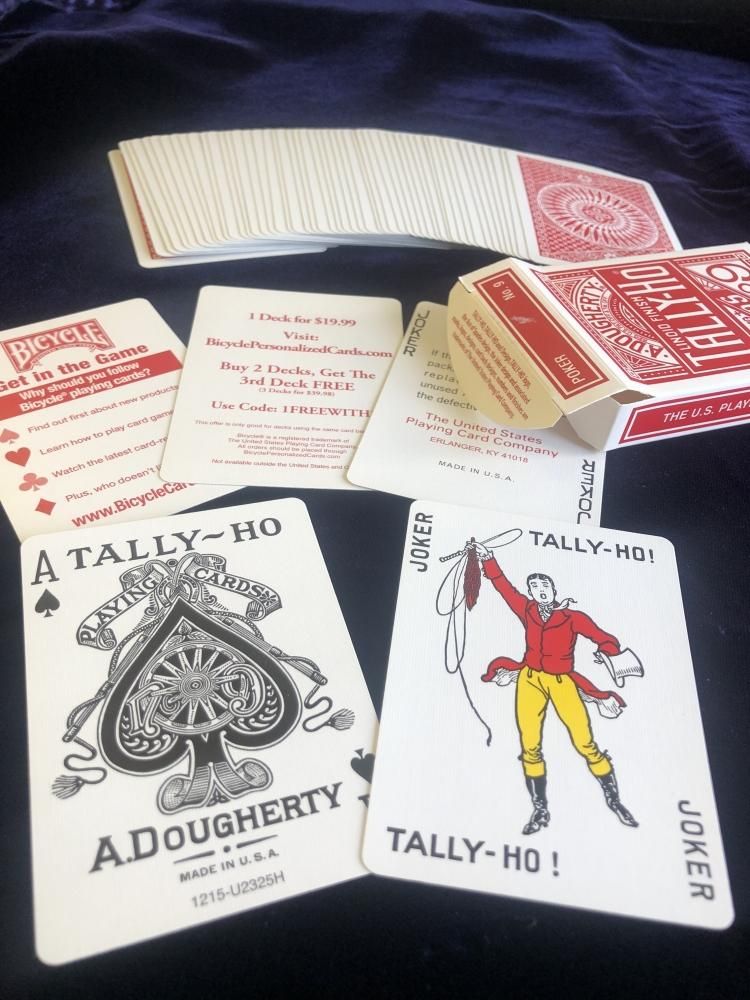 BICYCLE
Get in the Game
Why should you follow
Bicycle® playing cards?
Find out first about new products
Learn how to play card games
Watch the latest card-
Plus, who doesn't
www.BicycleCar
1 Deck for $19.99
Visit:
BicyclePersonalizedCards.com
Buy 2 Decks, Get The
3rd Deck FREE
(3 Decks for $39.98)
Use Code: 1FREEWITH
This offer is only good for decks using the same card
Bicycle® is a registered trademark of
The United States Playing Card Company
All orders should be placed through
BicyclePersonalizedCards.com
Not available outside the United States and
JOKER
If th
pack
repla
unused
the defectiv
The United States
Playing Card Company
ERLANGER, KY 41018
MADE IN U.S.A.
JOKER
No. 9
POKER
A. DOUGHERTY
LINOID FINISH
TALLY-HO
No. 9
THE U.S. PLAY
A
TALLY-HO
PLAYING CARDS
No 9
A. DOUGHERTY
MADE IN U.S.A.
1215-U2325H
JOKER
TALLY-HO!
TALLY-HO!
JOKER